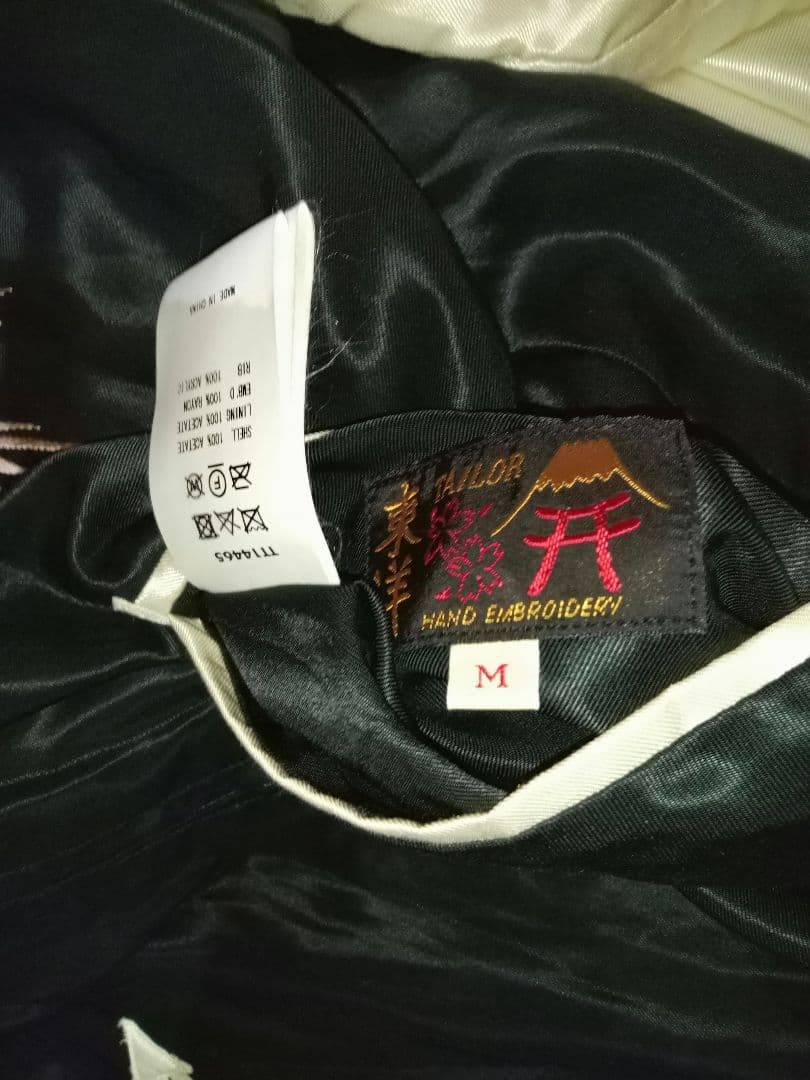 TT14465
SHELL 100% ACETATE
LINING 100% ACETATE
EMB'D 100% RAYON
RIB 100% ACRYLIC
MADE IN CHINA
TAILOR
東洋
HAND EMBROIDERY
M